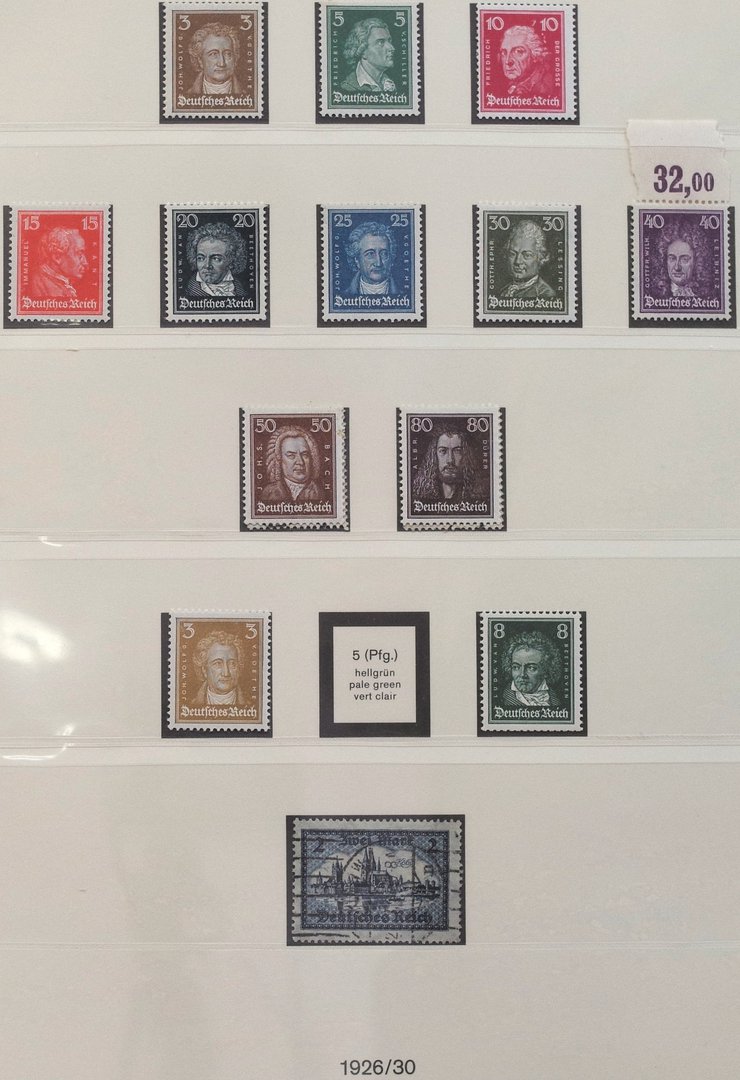 3 3
JOH.WOLFG.
V.GOETHE
Deutsches Reich
5 5
FRIEDRICH
V.SCHILLER
Deutsches Reich
10 10
FRIEDRICH
DER GROSSE
Deutsches Reich
32,00
15 15
IMMANUEL
KANT
Deutsches Reich
20 20
LUDW.VAN
BEETHOVEN
Deutsches Reich
25 25
JOH.WOLFG.
V.GOETHE
Deutsches Reich
30 30
GOTTH.EPHR.
LESSING
Deutsches Reich
40 40
GOTTFR.WILH.
LEIBNIZ
Deutsches Reich
50 50
JOH.S.
BACH
Deutsches Reich
80 80
ALBR.
DÜRER
Deutsches Reich
3 3
JOH.WOLFG.
V.GOETHE
Deutsches Reich
5 (Pfg.)
hellgrün
pale green
vert clair
8 8
LUDW.VAN
BEETHOVEN
Deutsches Reich
2 Zwei Mark 2
Deutsches Reich
1926/30